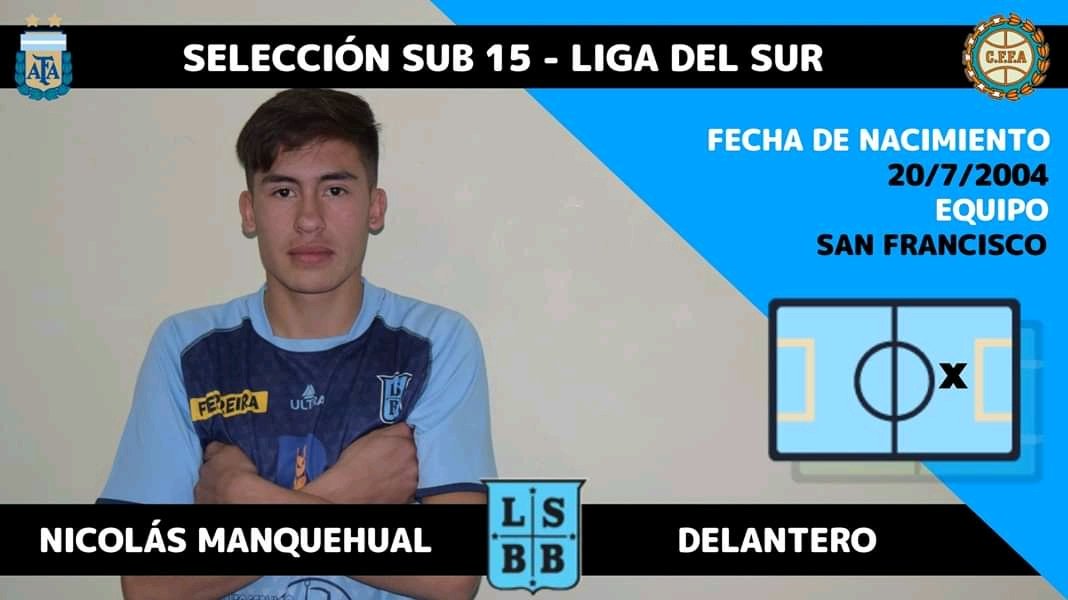 SELECCIÓN SUB 15 - LIGA DEL SUR
AFA
C.F.F.A
FECHA DE NACIMIENTO
20/7/2004
EQUIPO
SAN FRANCISCO
X
ULTRA
NICOLÁS MANQUEHUAL
L S
B B
DELANTERO